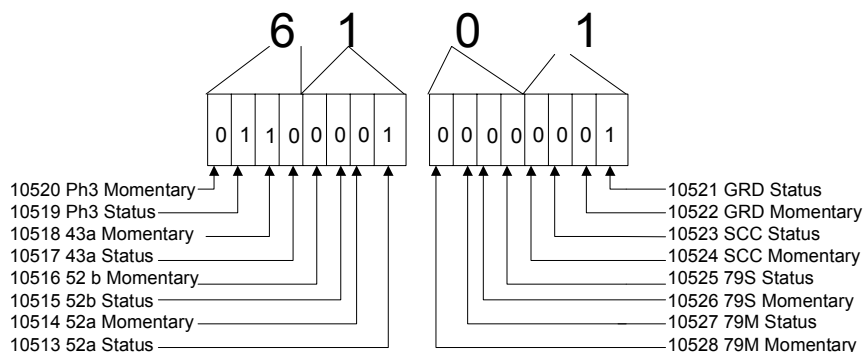 6 1 0 1
0 1 1 0 0 0 0 1 0 0 0 0 0 0 0 1
10520 Ph3 Momentary
10519 Ph3 Status
10518 43a Momentary
10517 43a Status
10516 52 b Momentary
10515 52b Status
10514 52a Momentary
10513 52a Status
10521 GRD Status
10522 GRD Momentary
10523 SCC Status
10524 SCC Momentary
10525 79S Status
10526 79S Momentary
10527 79M Status
10528 79M Momentary